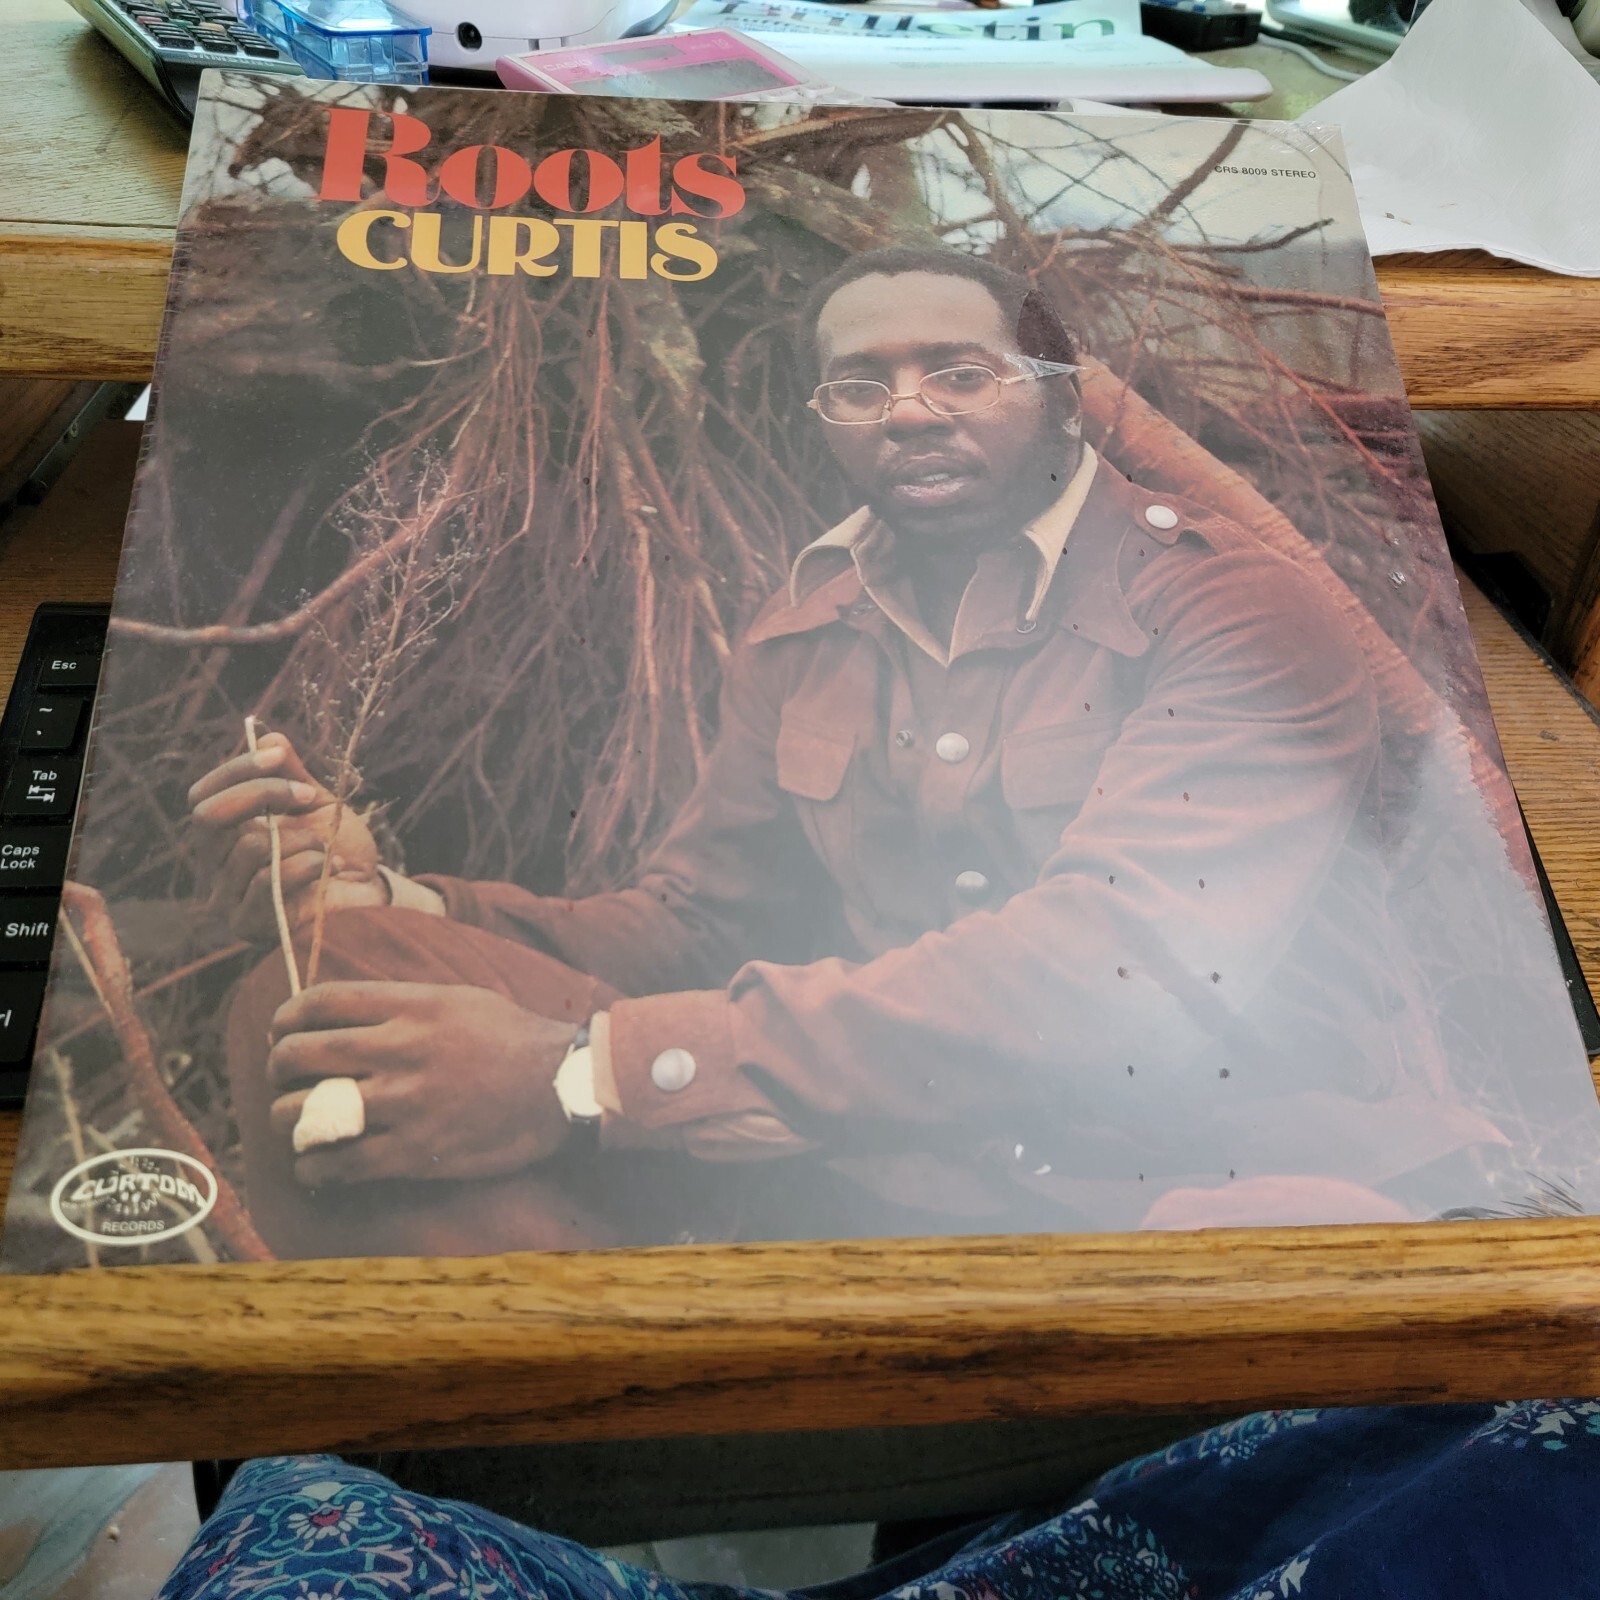 Roots
CURTIS
CRS 8009 STEREO
Esc
~
Tab
Caps
Lock
Shift
CURTOM
RECORDS